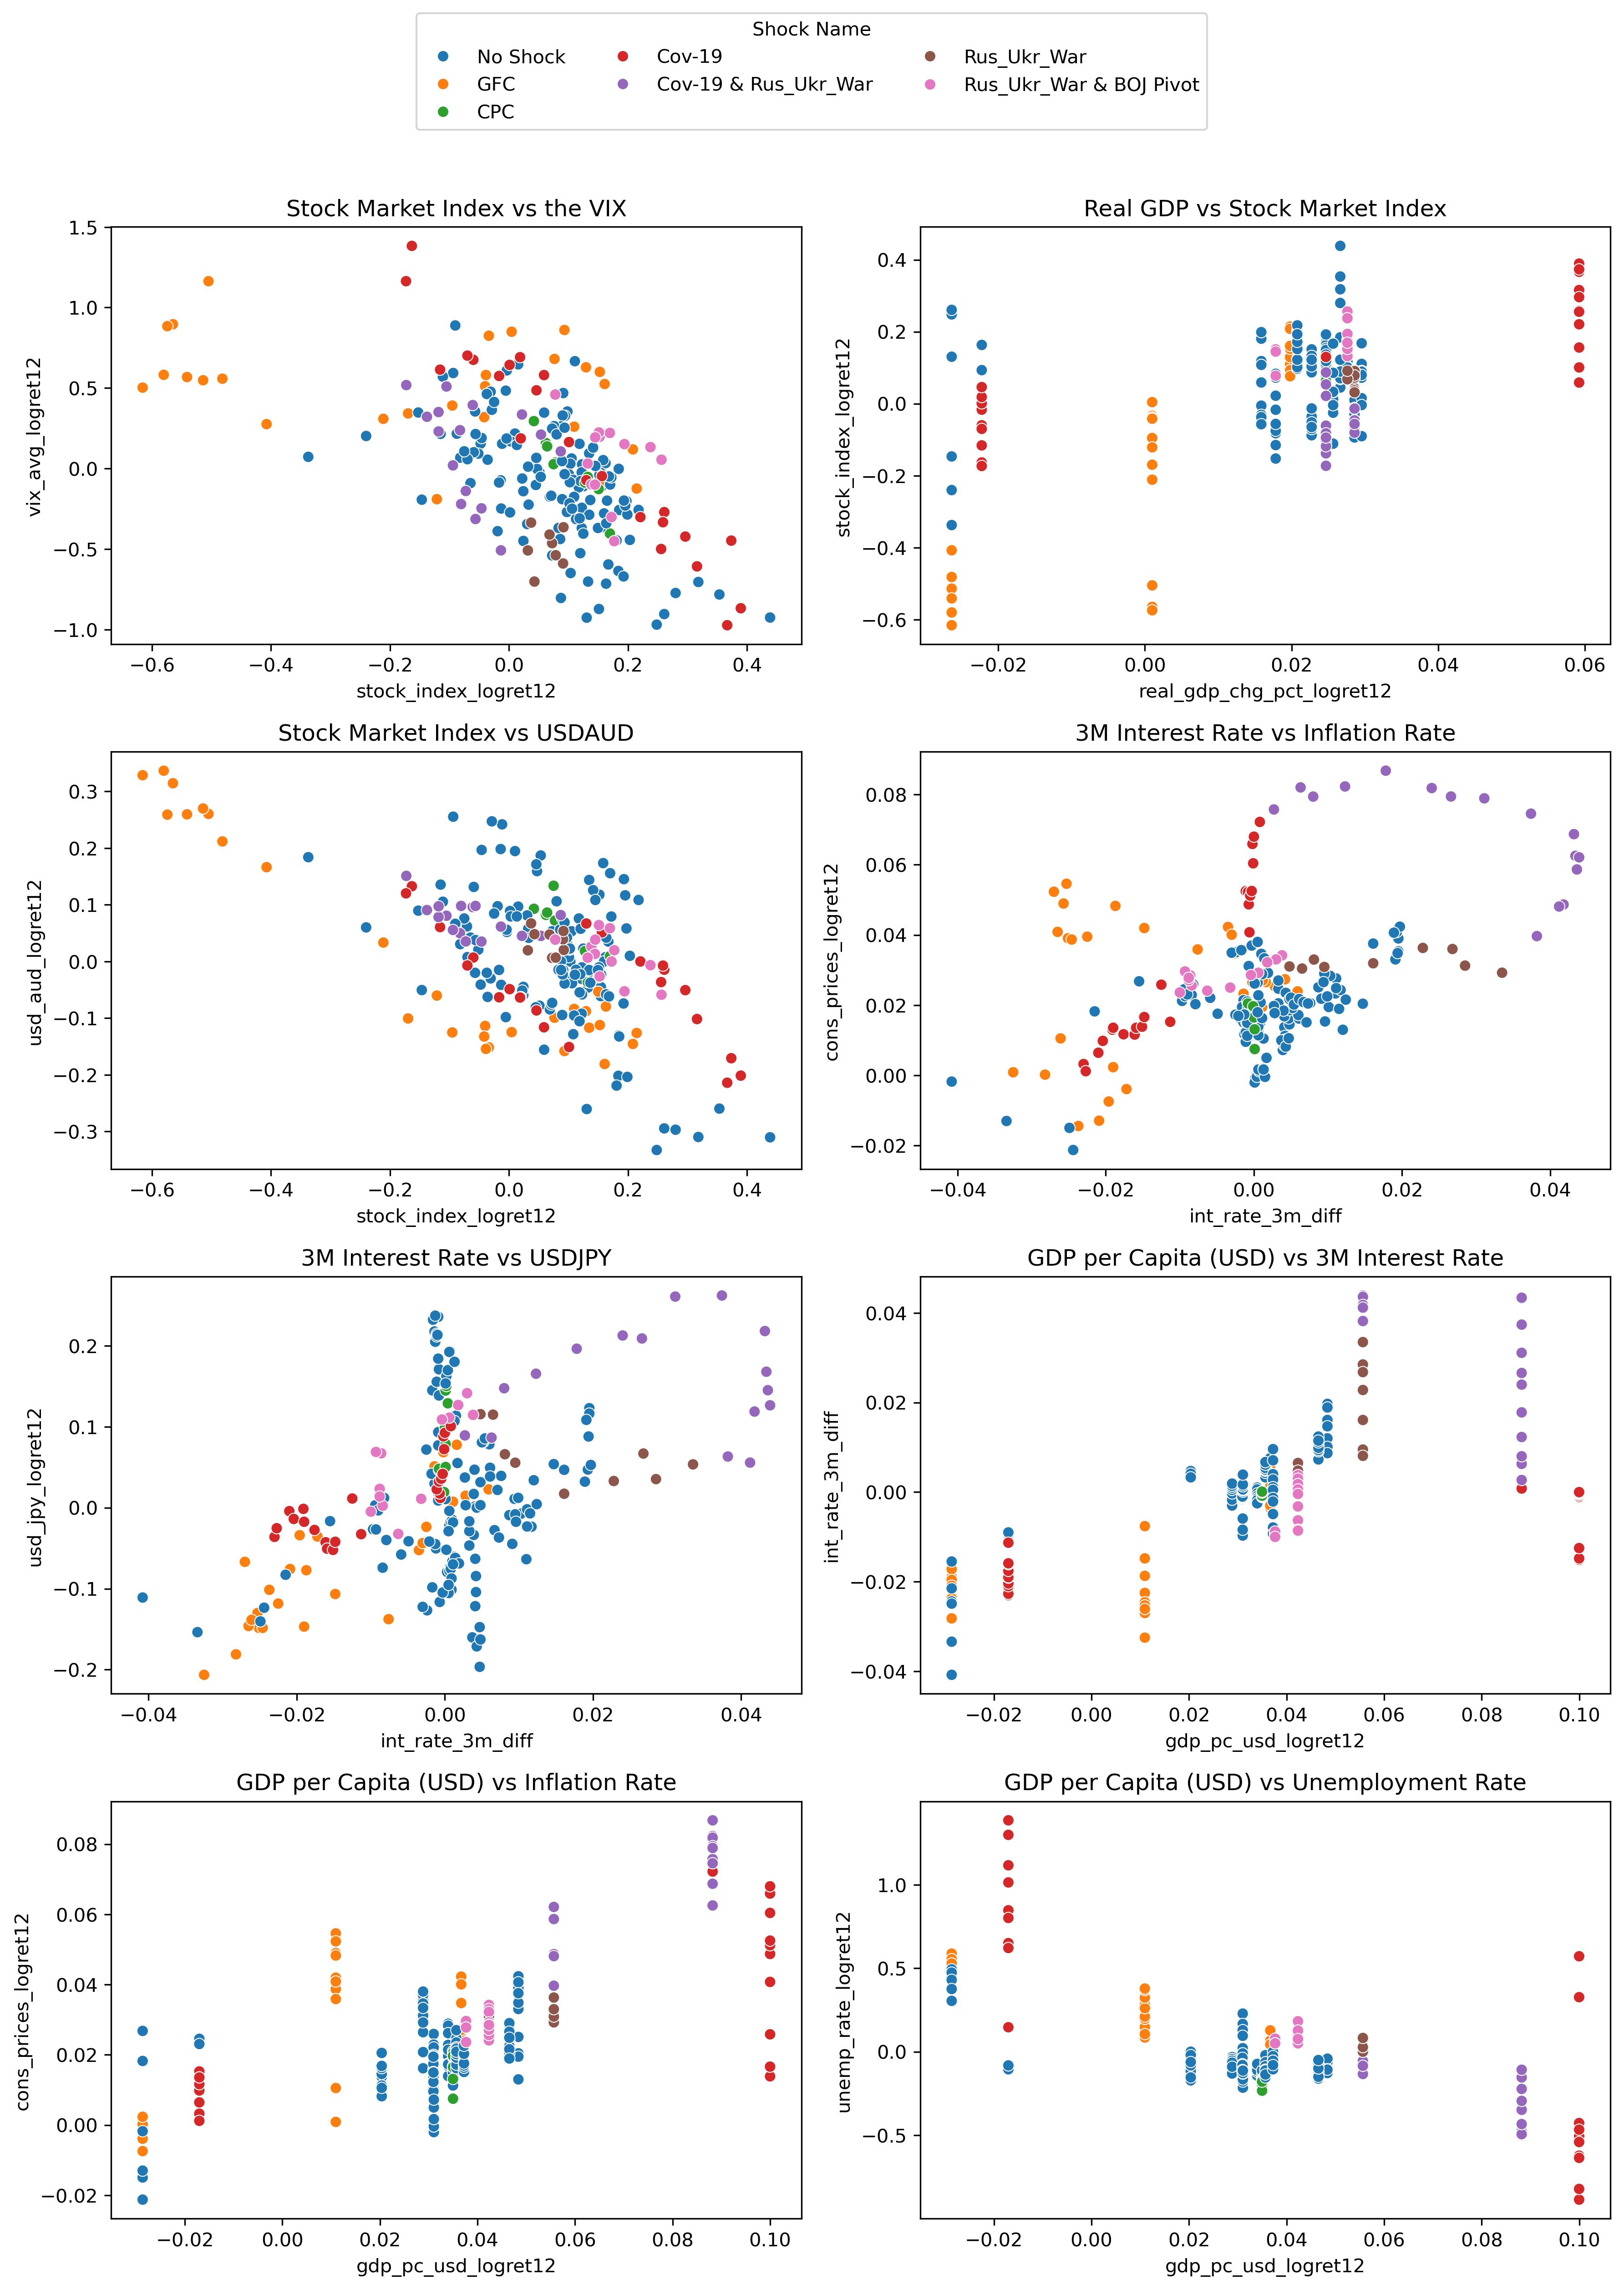 Shock Name
No Shock
GFC
CPC
Cov-19
Cov-19 & Rus_Ukr_War
Rus_Ukr_War
Rus_Ukr_War & BOJ Pivot
Stock Market Index vs the VIX
1.5
1.0
0.5
0.0
−0.5
−1.0
vix_avg_logret12
−0.6 −0.4 −0.2 0.0 0.2 0.4
stock_index_logret12
Real GDP vs Stock Market Index
0.4
0.2
0.0
−0.2
−0.4
−0.6
stock_index_logret12
−0.02 0.00 0.02 0.04 0.06
real_gdp_chg_pct_logret12
Stock Market Index vs USDAUD
0.3
0.2
0.1
0.0
−0.1
−0.2
−0.3
usd_aud_logret12
−0.6 −0.4 −0.2 0.0 0.2 0.4
stock_index_logret12
3M Interest Rate vs Inflation Rate
0.08
0.06
0.04
0.02
0.00
−0.02
cons_prices_logret12
−0.04 −0.02 0.00 0.02 0.04
int_rate_3m_diff
3M Interest Rate vs USDJPY
0.2
0.1
0.0
−0.1
−0.2
usd_jpy_logret12
−0.04 −0.02 0.00 0.02 0.04
int_rate_3m_diff
GDP per Capita (USD) vs 3M Interest Rate
0.04
0.02
0.00
−0.02
−0.04
int_rate_3m_diff
−0.02 0.00 0.02 0.04 0.06 0.08 0.10
gdp_pc_usd_logret12
GDP per Capita (USD) vs Inflation Rate
0.08
0.06
0.04
0.02
0.00
−0.02
cons_prices_logret12
−0.02 0.00 0.02 0.04 0.06 0.08 0.10
gdp_pc_usd_logret12
GDP per Capita (USD) vs Unemployment Rate
1.0
0.5
0.0
−0.5
unemp_rate_logret12
−0.02 0.00 0.02 0.04 0.06 0.08 0.10
gdp_pc_usd_logret12